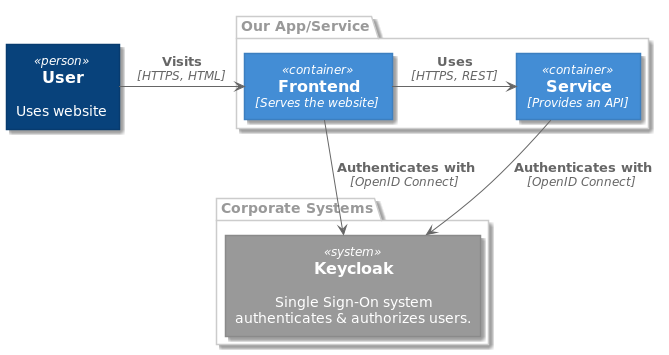 Our App/Service
«person»
User
Uses website
Visits
[HTTPS, HTML]
«container»
Frontend
[Serves the website]
Uses
[HTTPS, REST]
«container»
Service
[Provides an API]
Authenticates with
[OpenID Connect]
Authenticates with
[OpenID Connect]
Corporate Systems
«system»
Keycloak
Single Sign-On system
authenticates & authorizes users.